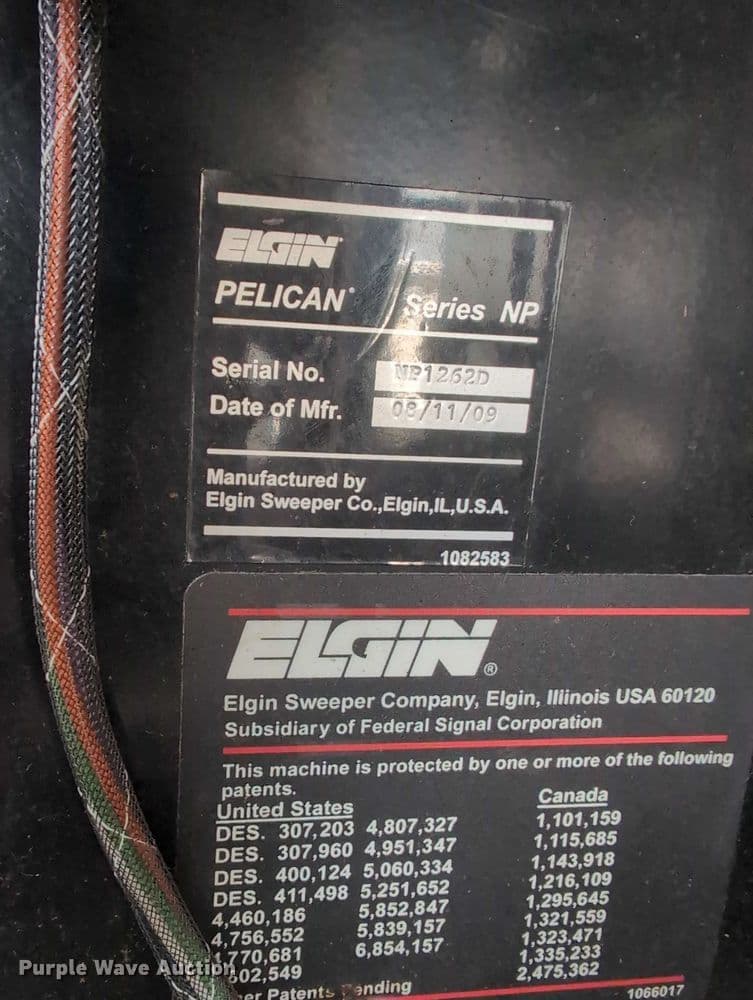 ELGIN
PELICAN® Series NP
Serial No. NP1262D
Date of Mfr. 08/11/09
Manufactured by
Elgin Sweeper Co.,Elgin,IL,U.S.A.
1082583
ELGIN®
Elgin Sweeper Company, Elgin, Illinois USA 60120
Subsidiary of Federal Signal Corporation
This machine is protected by one or more of the following
patents.
United States Canada
DES. 307,203 4,807,327 1,101,159
DES. 307,960 4,951,347 1,115,685
DES. 400,124 5,060,334 1,143,918
DES. 411,498 5,251,652 1,216,109
4,460,186 5,852,847 1,295,645
4,756,552 5,839,157 1,321,559
4,770,681 6,854,157 1,323,471
802,549 1,335,233
2,475,362
Patents Pending
1066017
Purple Wave Auction